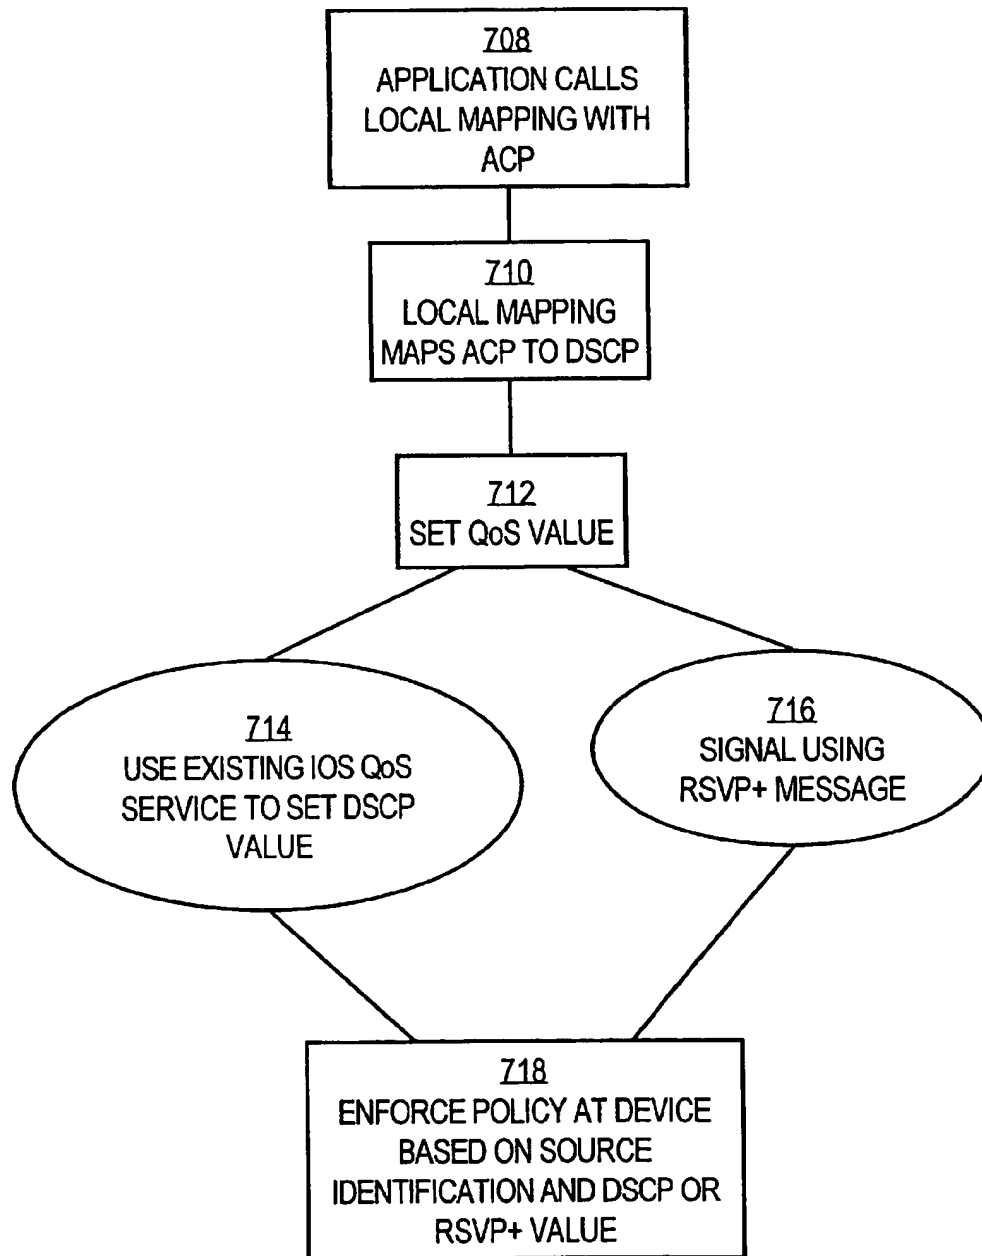 708
APPLICATION CALLS
LOCAL MAPPING WITH
ACP
710
LOCAL MAPPING
MAPS ACP TO DSCP
712
SET QoS VALUE
714
USE EXISTING IOS QoS
SERVICE TO SET DSCP
VALUE
716
SIGNAL USING
RSVP+ MESSAGE
718
ENFORCE POLICY AT DEVICE
BASED ON SOURCE
IDENTIFICATION AND DSCP OR
RSVP+ VALUE